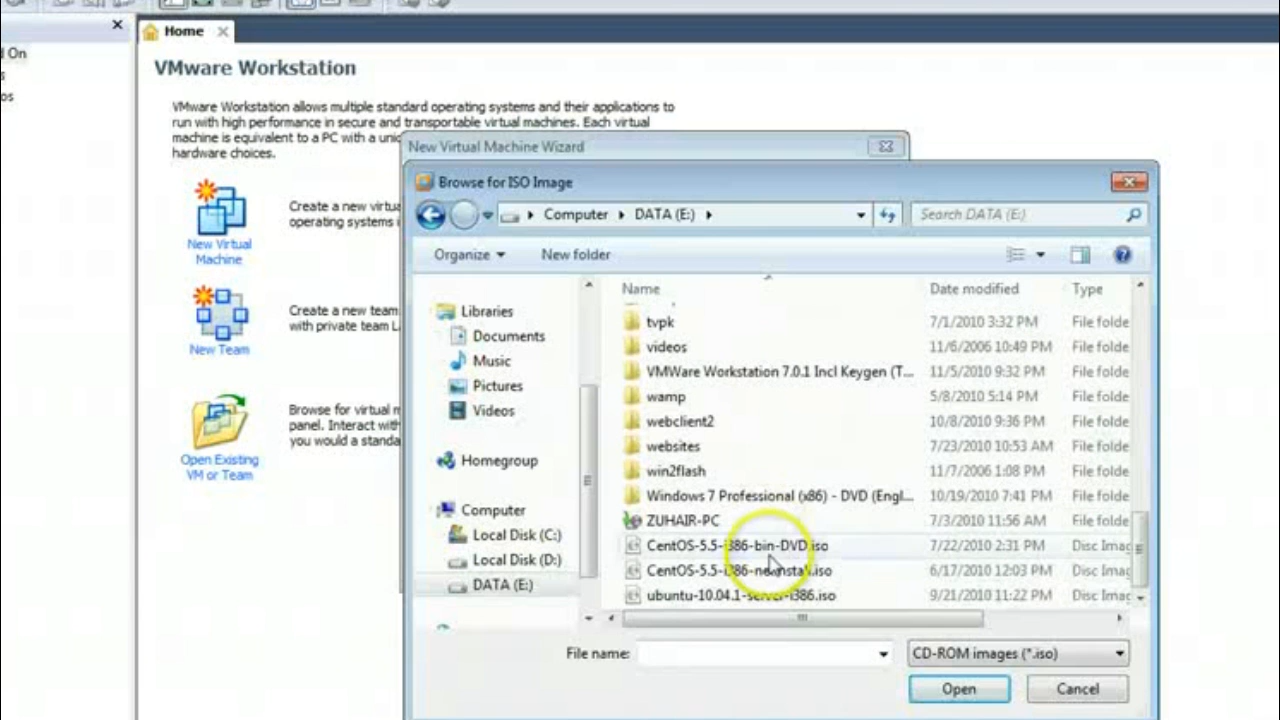 Home
VMware Workstation
VMware Workstation allows multiple standard operating systems and their applications to
run with high performance in secure and transportable virtual machines. Each virtual
machine is equivalent to a PC with a
hardware choices.
New Virtual
Machine
Create a new
operating systems
New Team
Create a new team
with private team
Open Existing
VM or Team
Browse for virtual
panel. Interact with
you would a
New Virtual Machine Wizard
Browse for ISO Image
Computer DATA (E:)
Search DATA (E:)
Organize New folder
Libraries
Documents
Music
Pictures
Videos
Homegroup
Computer
Local Disk (C:)
Local Disk (D:)
DATA (E:)
Name Date modified Type
tvpk 7/1/2010 3:32 PM File folde
videos 11/6/2006 10:49 PM File folde
VMWare Workstation 7.0.1 Incl Keygen (T... 11/5/2010 9:32 PM File folde
wamp 5/8/2010 5:14 PM File folde
webclient2 10/8/2010 9:36 PM File folde
websites 7/23/2010 10:53 AM File folde
win2flash 11/7/2006 1:08 PM File folde
Windows 7 Professional (x86) - DVD (Engl... 10/19/2010 7:41 PM File folde
ZUHAIR-PC 7/3/2010 11:56 AM File folde
CentOS-5.5-i386-bin-DVD.iso 7/22/2010 2:31 PM Disc Imag
CentOS-5.5-i386-netinstall.iso 6/17/2010 12:03 PM Disc Imag
ubuntu-10.04.1-server-i386.iso 9/21/2010 11:22 PM Disc Imag
File name: CD-ROM images (*.iso)
Open Cancel